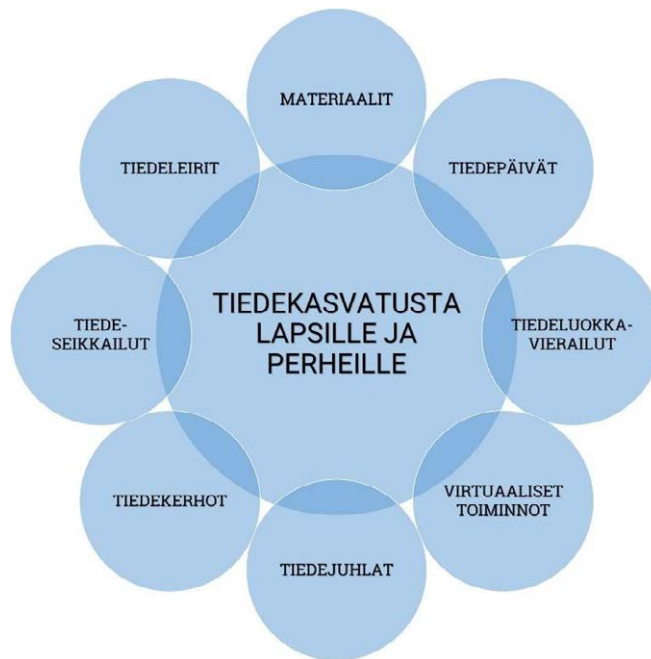 MATERIAALIT
TIEDEPÄIVÄT
TIEDELUOKKA-
VIERAILUT
VIRTUAALISET
TOIMINNOT
TIEDEJUHLAT
TIEDEKERHOT
TIEDE-
SEIKKAILUT
TIEDELEIRIT
TIEDEKASVATUSTA
LAPSILLE JA
PERHEILLE